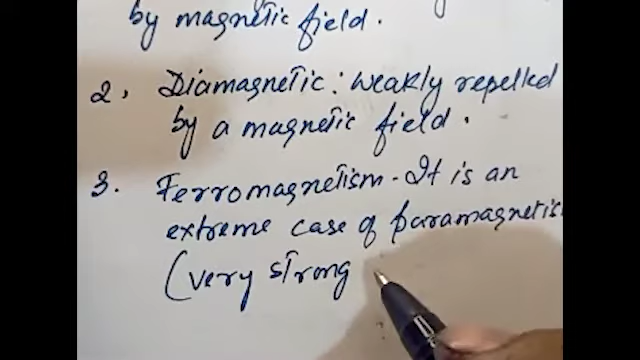 by magnetic field.
2. Diamagnetic: Weakly repelled
by a magnetic field.
3. Ferromagnetism - It is an
extreme case of paramagnetis
(very strong